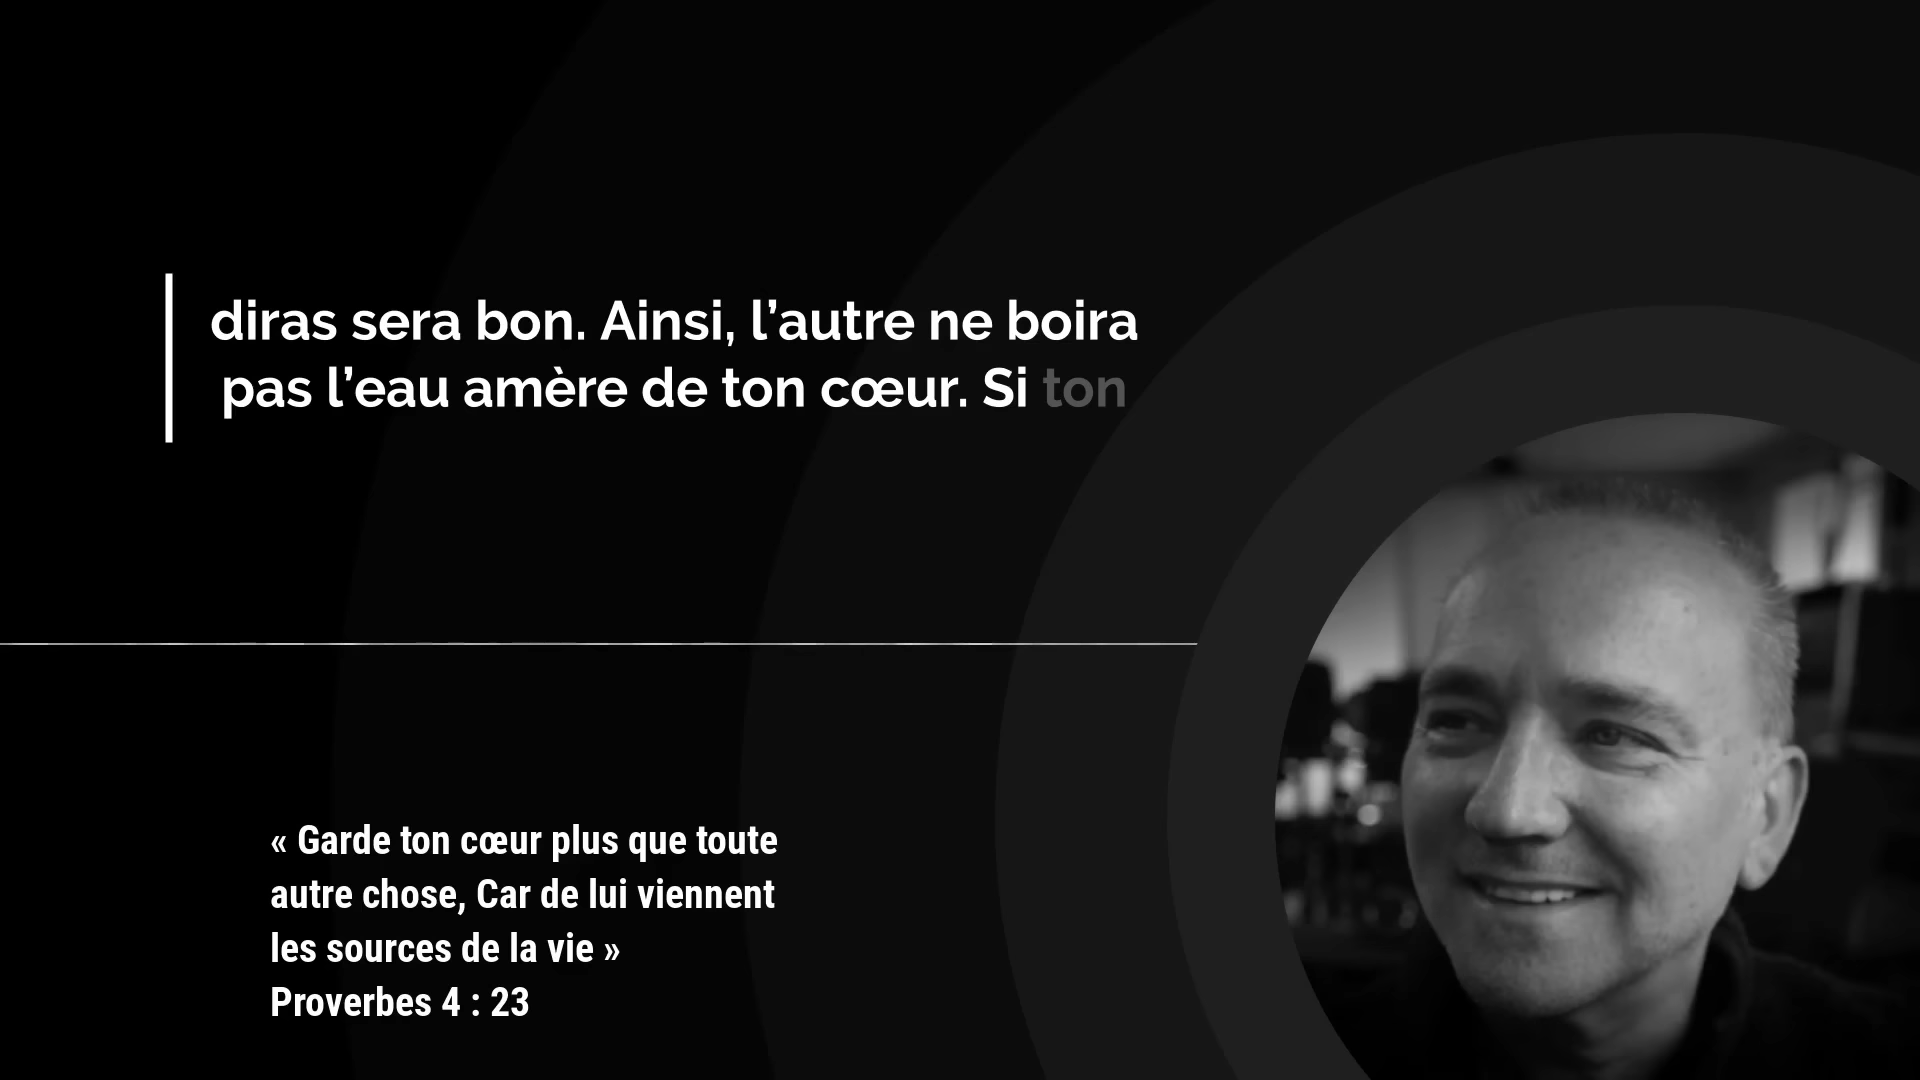 diras sera bon. Ainsi, l’autre ne boira
pas l’eau amère de ton cœur. Si ton
« Garde ton cœur plus que toute
autre chose, Car de lui viennent
les sources de la vie »
Proverbes 4 : 23